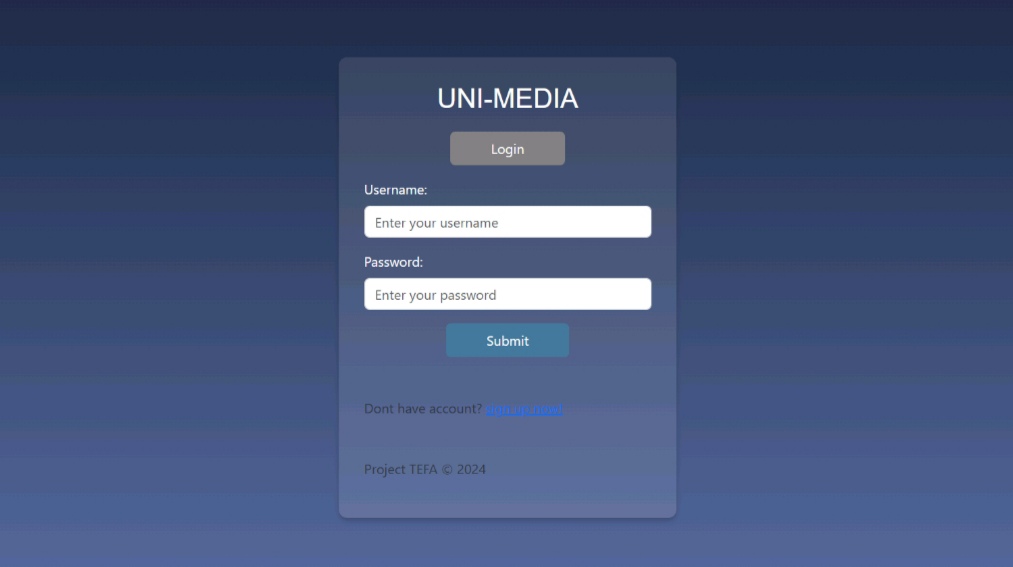 UNI-MEDIA
Login
Username:
Enter your username
Password:
Enter your password
Submit
Dont have account? Sign up now!
Project TEFA © 2024